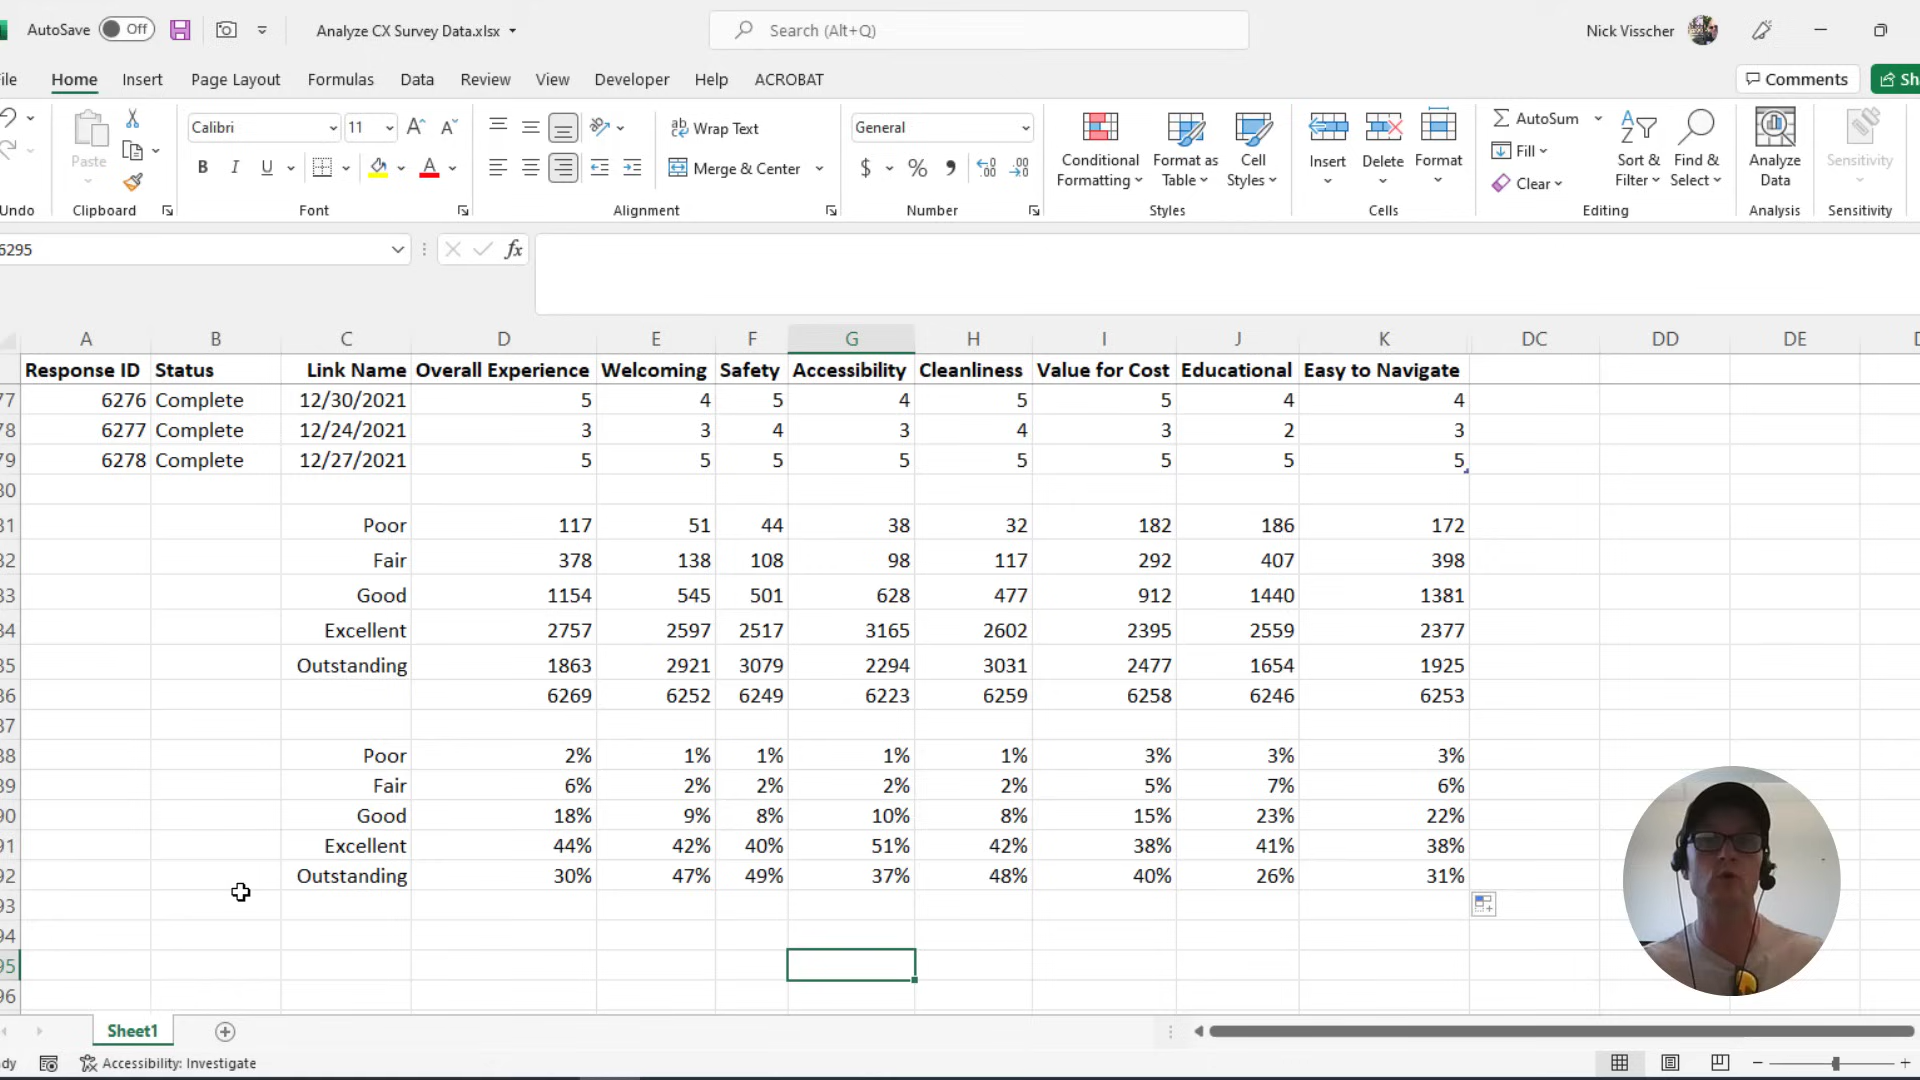 AutoSave Off Analyze CX Survey Data.xlsx Search (Alt+Q) Nick Visscher
ile Home Insert Page Layout Formulas Data Review View Developer Help ACROBAT Comments Sh
Paste Calibri 11 Wrap Text General Conditional Formatting Format as Table Cell Styles Insert Delete Format AutoSum Sort & Filter Find & Select Analyze Data Sensitivity
B I U Merge & Center $ % Fill Clear
Undo Clipboard Font Alignment Number Styles Cells Editing Analysis Sensitivity
6295 fx
A B C D E F G H I J K DC DD DE
Response ID Status Link Name Overall Experience Welcoming Safety Accessibility Cleanliness Value for Cost Educational Easy to Navigate
77 6276 Complete 12/30/2021 5 4 5 4 5 5 4 4
78 6277 Complete 12/24/2021 3 3 4 3 4 3 2 3
79 6278 Complete 12/27/2021 5 5 5 5 5 5 5 5
80
81 Poor 117 51 44 38 32 182 186 172
82 Fair 378 138 108 98 117 292 407 398
83 Good 1154 545 501 628 477 912 1440 1381
84 Excellent 2757 2597 2517 3165 2602 2395 2559 2377
85 Outstanding 1863 2921 3079 2294 3031 2477 1654 1925
86 6269 6252 6249 6223 6259 6258 6246 6253
87
88 Poor 2% 1% 1% 1% 1% 3% 3% 3%
89 Fair 6% 2% 2% 2% 2% 5% 7% 6%
90 Good 18% 9% 8% 10% 8% 15% 23% 22%
91 Excellent 44% 42% 40% 51% 42% 38% 41% 38%
92 Outstanding 30% 47% 49% 37% 48% 40% 26% 31%
93
94
95
96
Sheet1
dy Accessibility: Investigate